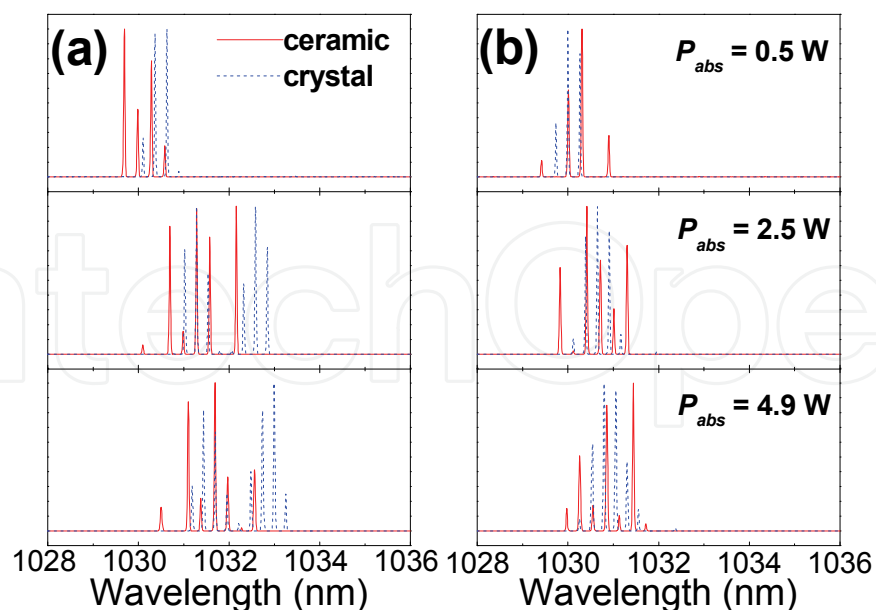 (a)
ceramic
crystal
(b)
P_abs = 0.5 W
P_abs = 2.5 W
ntechOpe
P_abs = 4.9 W
1028 1030 1032 1034 1036
1028 1030 1032 1034 1036
Wavelength (nm)
Wavelength (nm)